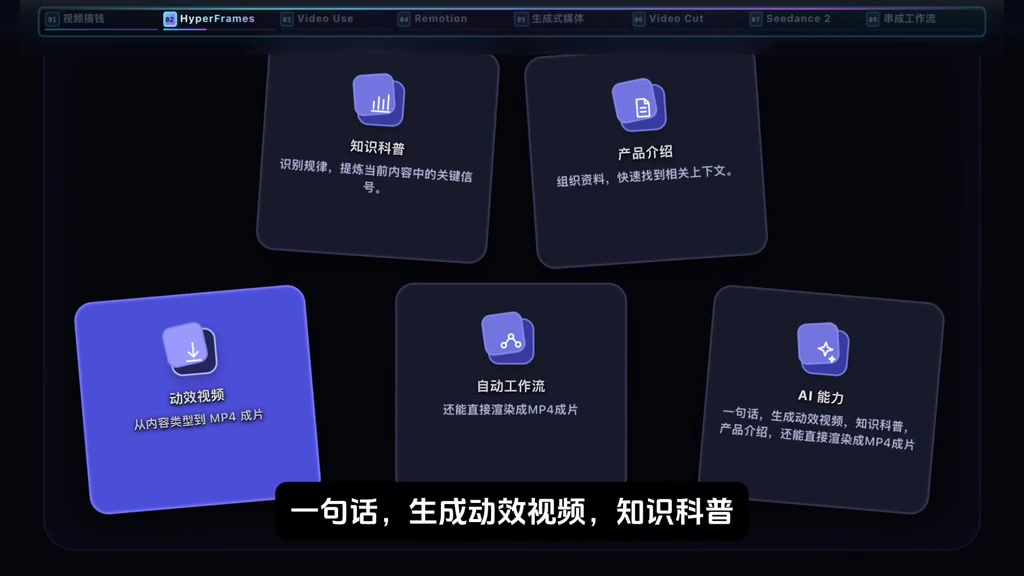 01 视频搞钱
02 HyperFrames
03 Video Use
04 Remotion
05 生成式媒体
06 Video Cut
07 Seedance 2
08 串成工作流
知识科普
识别规律，提炼当前内容中的关键信
号。
产品介绍
组织资料，快速找到相关上下文。
动效视频
从内容类型到 MP4 成片
自动工作流
还能直接渲染成MP4成片
AI 能力
一句话，生成动效视频，知识科普，
产品介绍，还能直接渲染成MP4成片
一句话，生成动效视频，知识科普